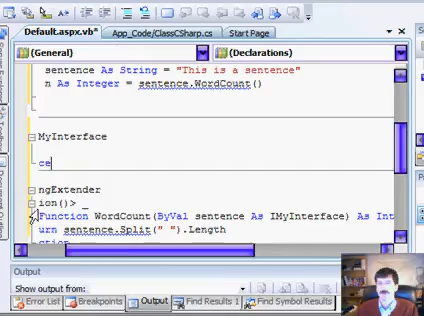 Default.aspx.vb* App_Code/ClassCSharp.cs Start Page
(General) (Declarations)
sentence As String = "This is a sentence"
n As Integer = sentence.WordCount()
MyInterface
ce
ngExtender
ion()> _
Function WordCount(ByVal sentence As IMyInterface) As Int
urn sentence.Split(" ").Length
ction
Output
Show output from:
Error List Breakpoints Output Find Results 1 Find Symbol Results